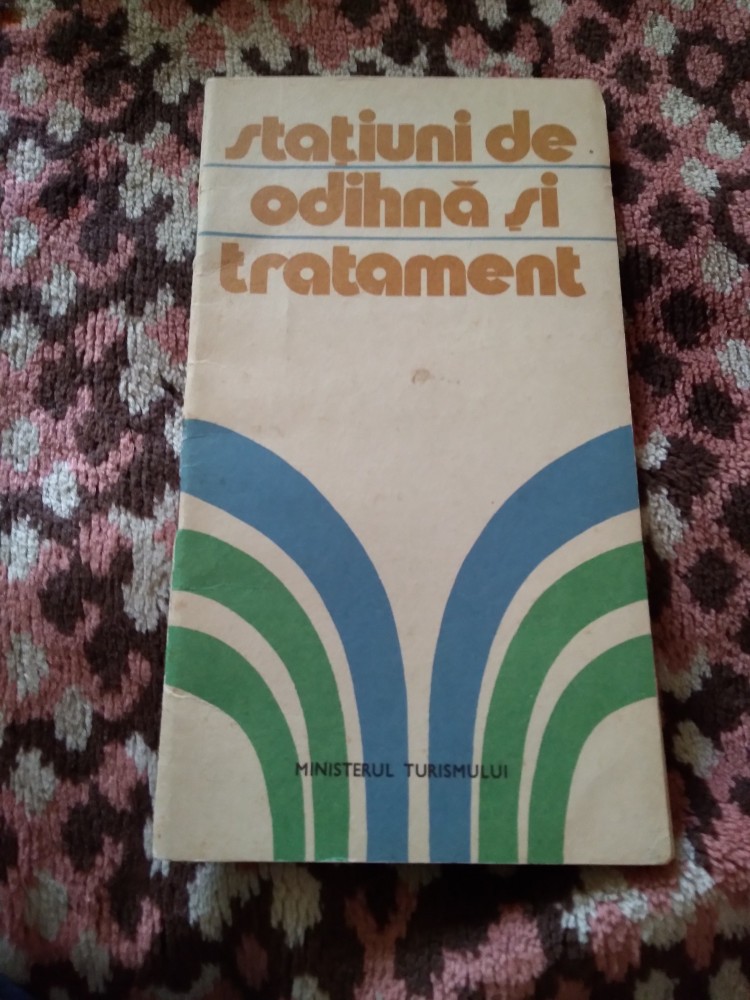 stațiuni de
odihnă și
tratament
MINISTERUL TURISMULUI